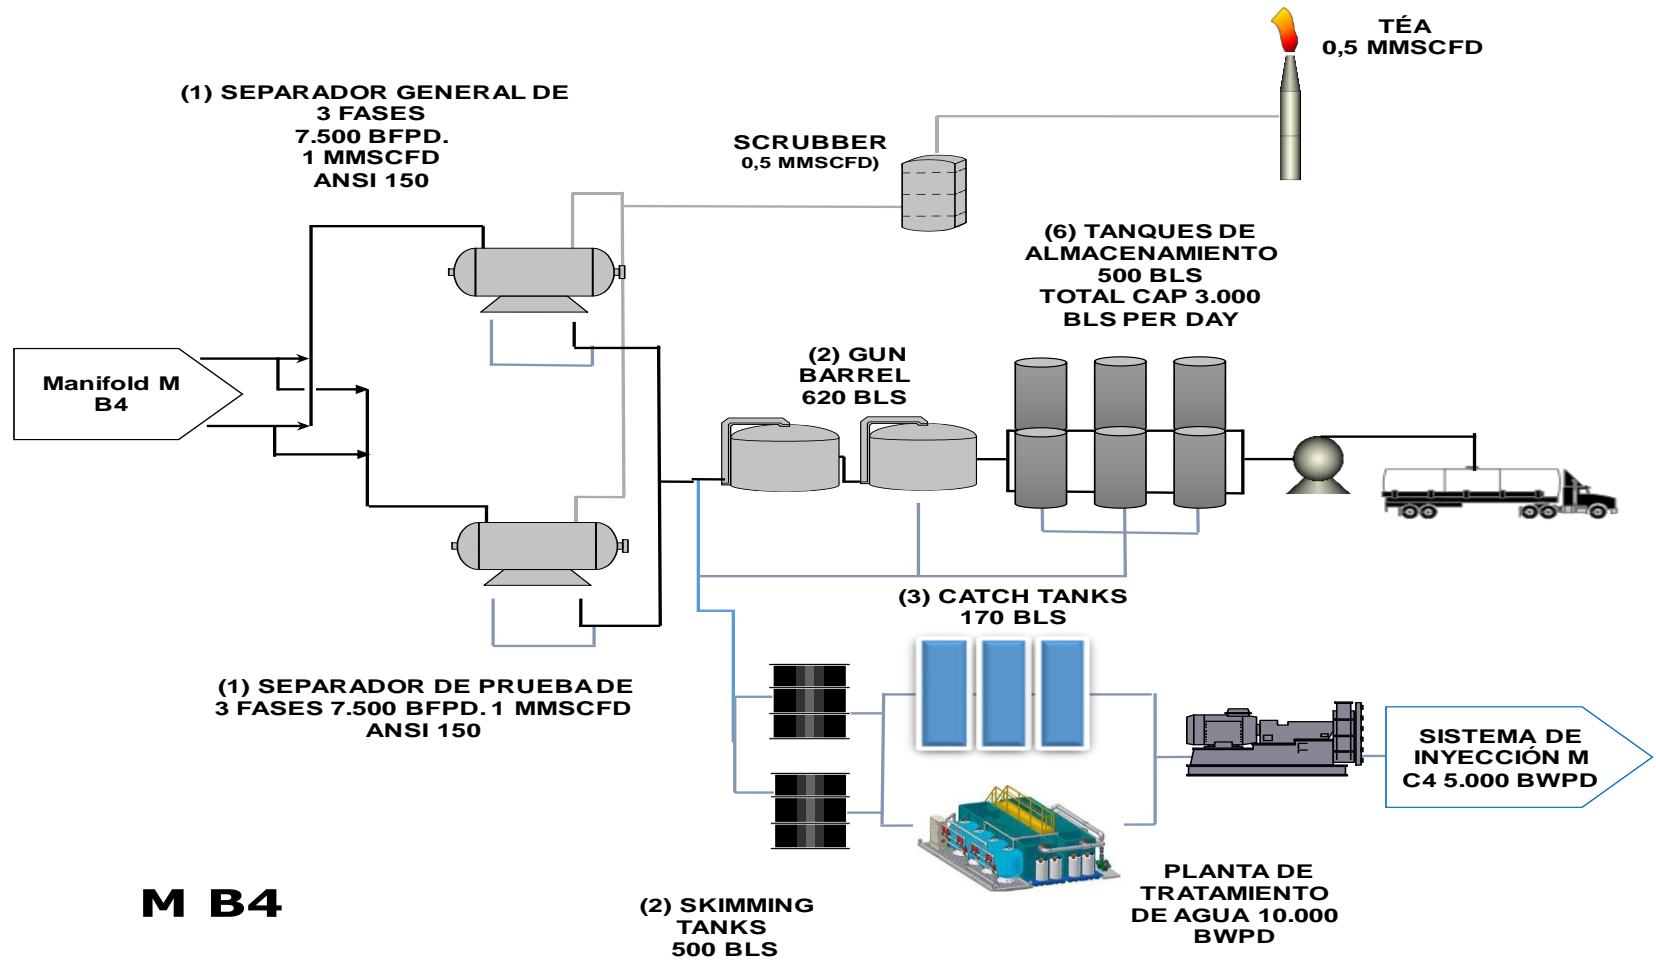 TÉA
0,5 MMSCFD
(1) SEPARADOR GENERAL DE
3 FASES
7.500 BFPD.
1 MMSCFD
ANSI 150
SCRUBBER
0,5 MMSCFD)
(6) TANQUES DE
ALMACENAMIENTO
500 BLS
TOTAL CAP 3.000
BLS PER DAY
Manifold M
B4
(2) GUN
BARREL
620 BLS
(3) CATCH TANKS
170 BLS
(1) SEPARADOR DE PRUEBA DE
3 FASES 7.500 BFPD. 1 MMSCFD
ANSI 150
SISTEMA DE
INYECCIÓN M
C4 5.000 BWPD
PLANTA DE
TRATAMIENTO
DE AGUA 10.000
BWPD
M B4
(2) SKIMMING
TANKS
500 BLS